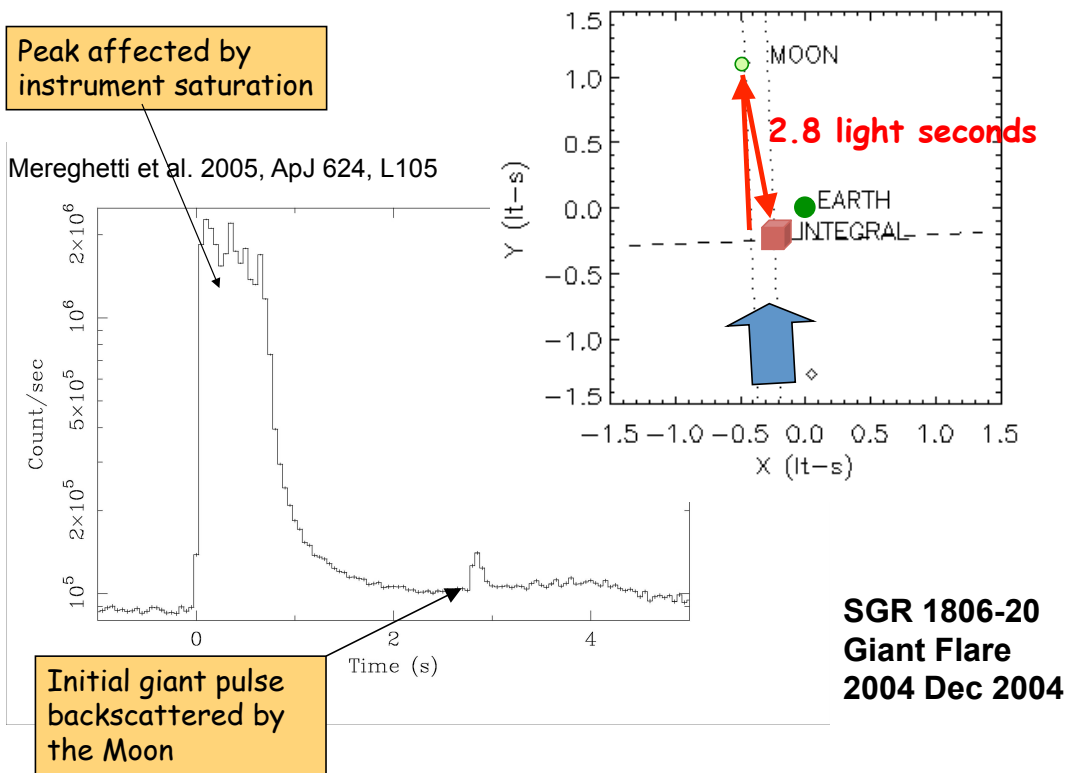 Peak affected by
instrument saturation
Mereghetti et al. 2005, ApJ 624, L105
2×10⁶
10⁶
5×10⁵
2×10⁵
10⁵
Count/sec
0
2
4
Time (s)
Initial giant pulse
backscattered by
the Moon
1.5
1.0
0.5
0.0
−0.5
−1.0
−1.5
Y (lt−s)
MOON
2.8 light seconds
EARTH
INTEGRAL
−1.5
−1.0
−0.5
0.0
0.5
1.0
1.5
X (lt−s)
SGR 1806-20
Giant Flare
2004 Dec 2004